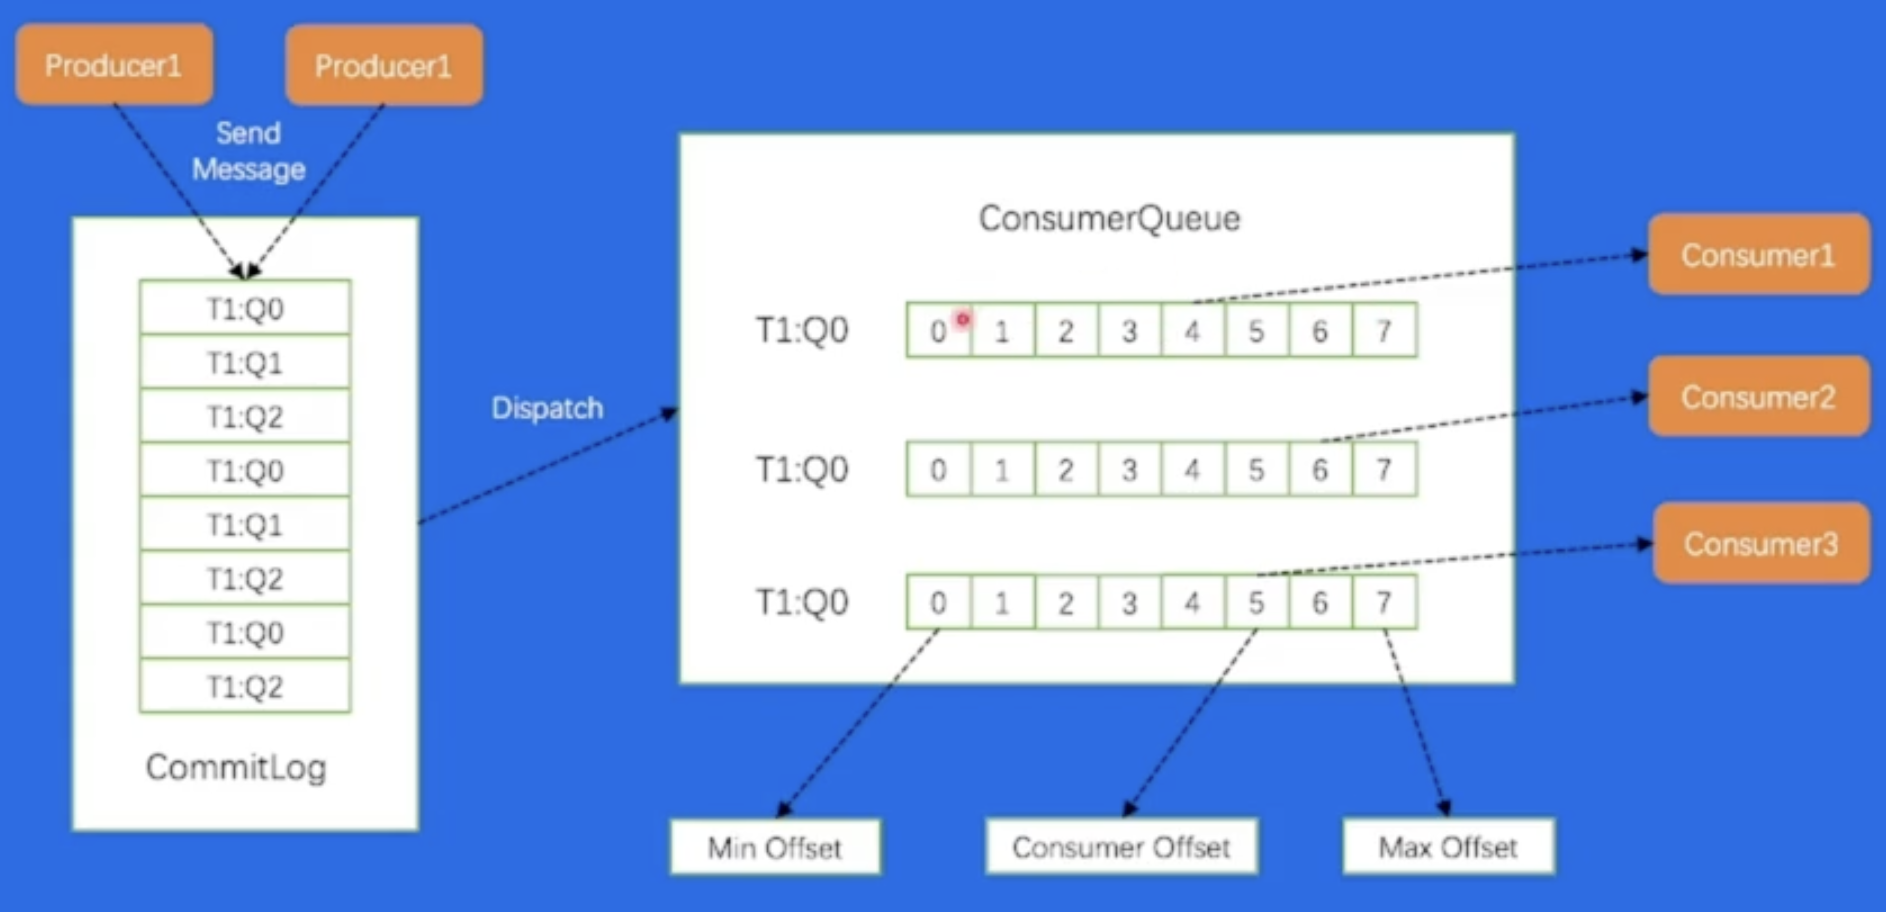 Producer1
Producer1
Send
Message
T1:Q0
T1:Q1
T1:Q2
T1:Q0
T1:Q1
T1:Q2
T1:Q0
T1:Q2
CommitLog
Dispatch
ConsumerQueue
T1:Q0 0 1 2 3 4 5 6 7
T1:Q0 0 1 2 3 4 5 6 7
T1:Q0 0 1 2 3 4 5 6 7
Consumer1
Consumer2
Consumer3
Min Offset
Consumer Offset
Max Offset